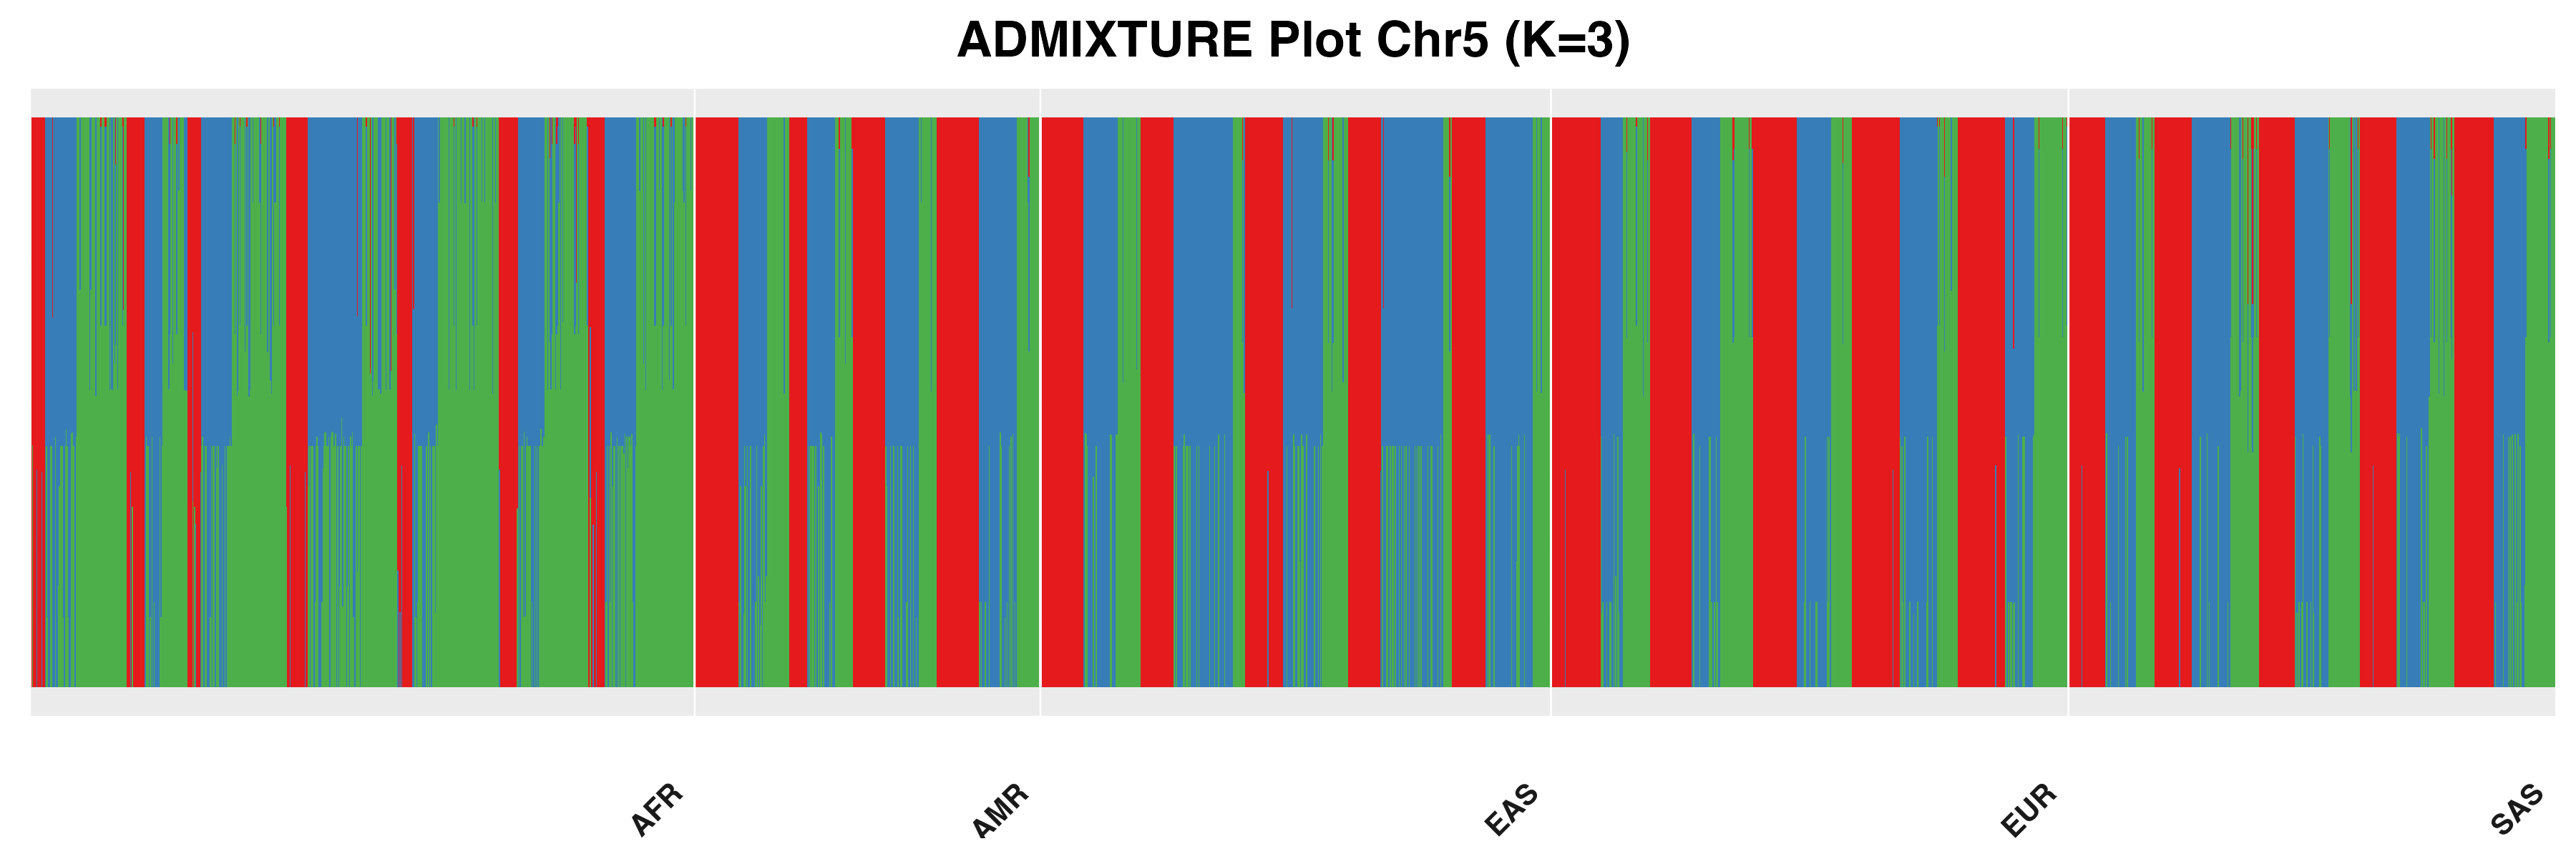 ADMIXTURE Plot Chr5 (K=3)
AFR
AMR
EAS
EUR
SAS